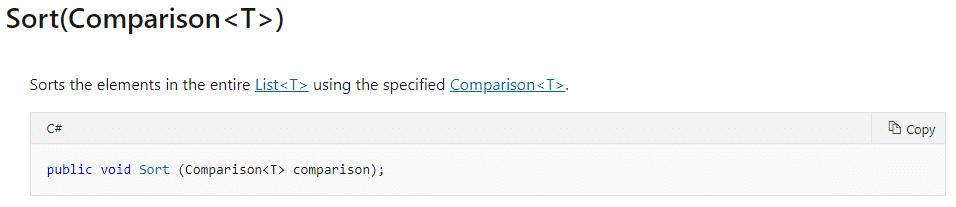 Sort(Comparison<T>)
Sorts the elements in the entire List<T> using the specified Comparison<T>.
C#
Copy
public void Sort (Comparison<T> comparison);